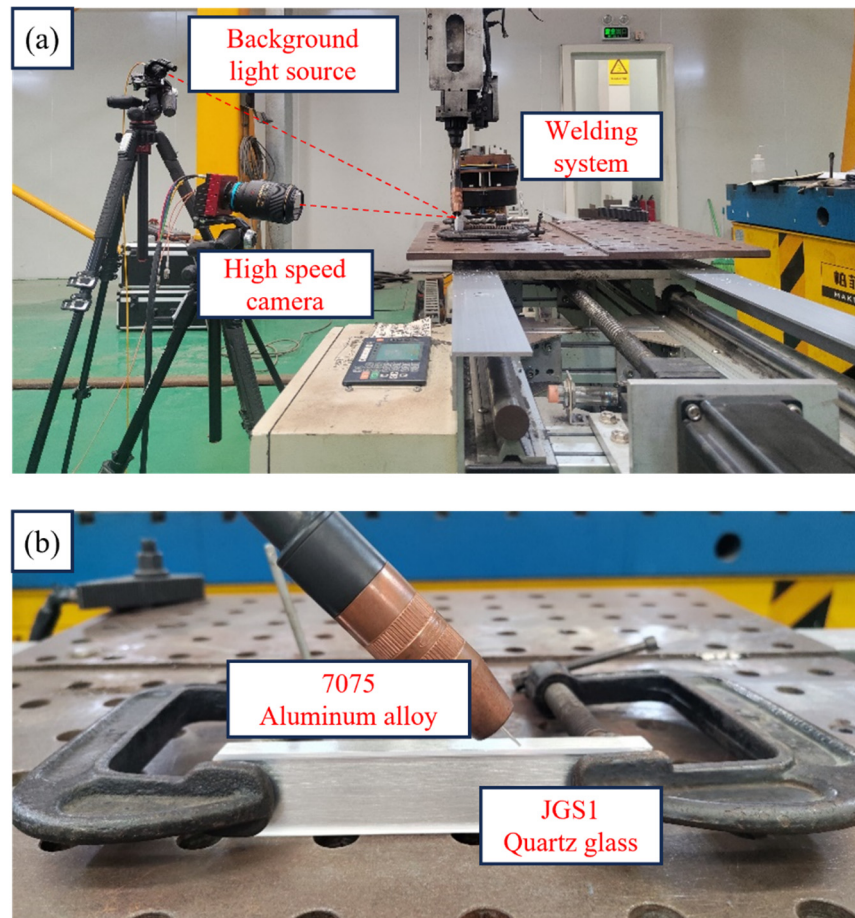 (a)
Background
light source
Welding
system
High speed
camera
(b)
7075
Aluminum alloy
JGS1
Quartz glass